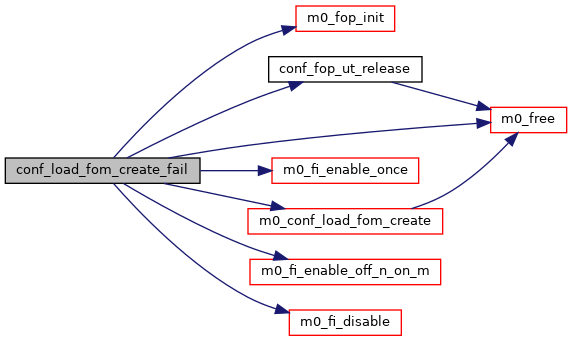 m0_fop_init
conf_fop_ut_release
m0_free
conf_load_fom_create_fail
m0_fi_enable_once
m0_conf_load_fom_create
m0_fi_enable_off_n_on_m
m0_fi_disable